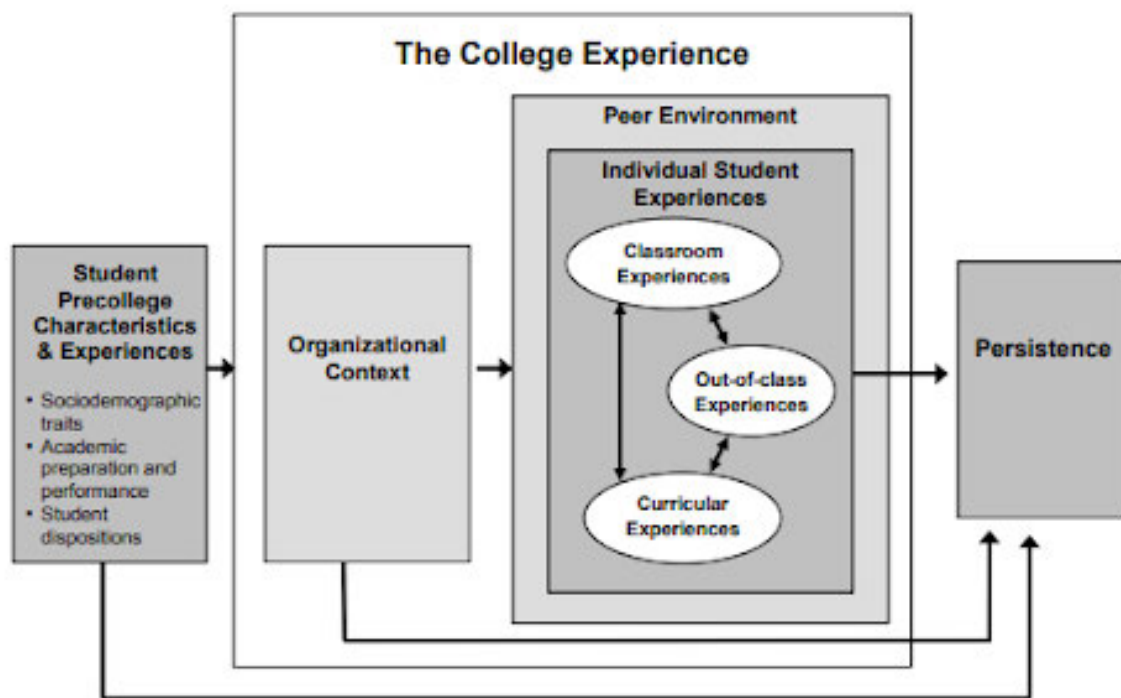 The College Experience
Peer Environment
Individual Student
Experiences
Classroom
Experiences
Out-of-class
Experiences
Curricular
Experiences
Student
Precollege
Characteristics
& Experiences
• Sociodemographic
traits
• Academic
preparation and
performance
• Student
dispositions
Organizational
Context
Persistence